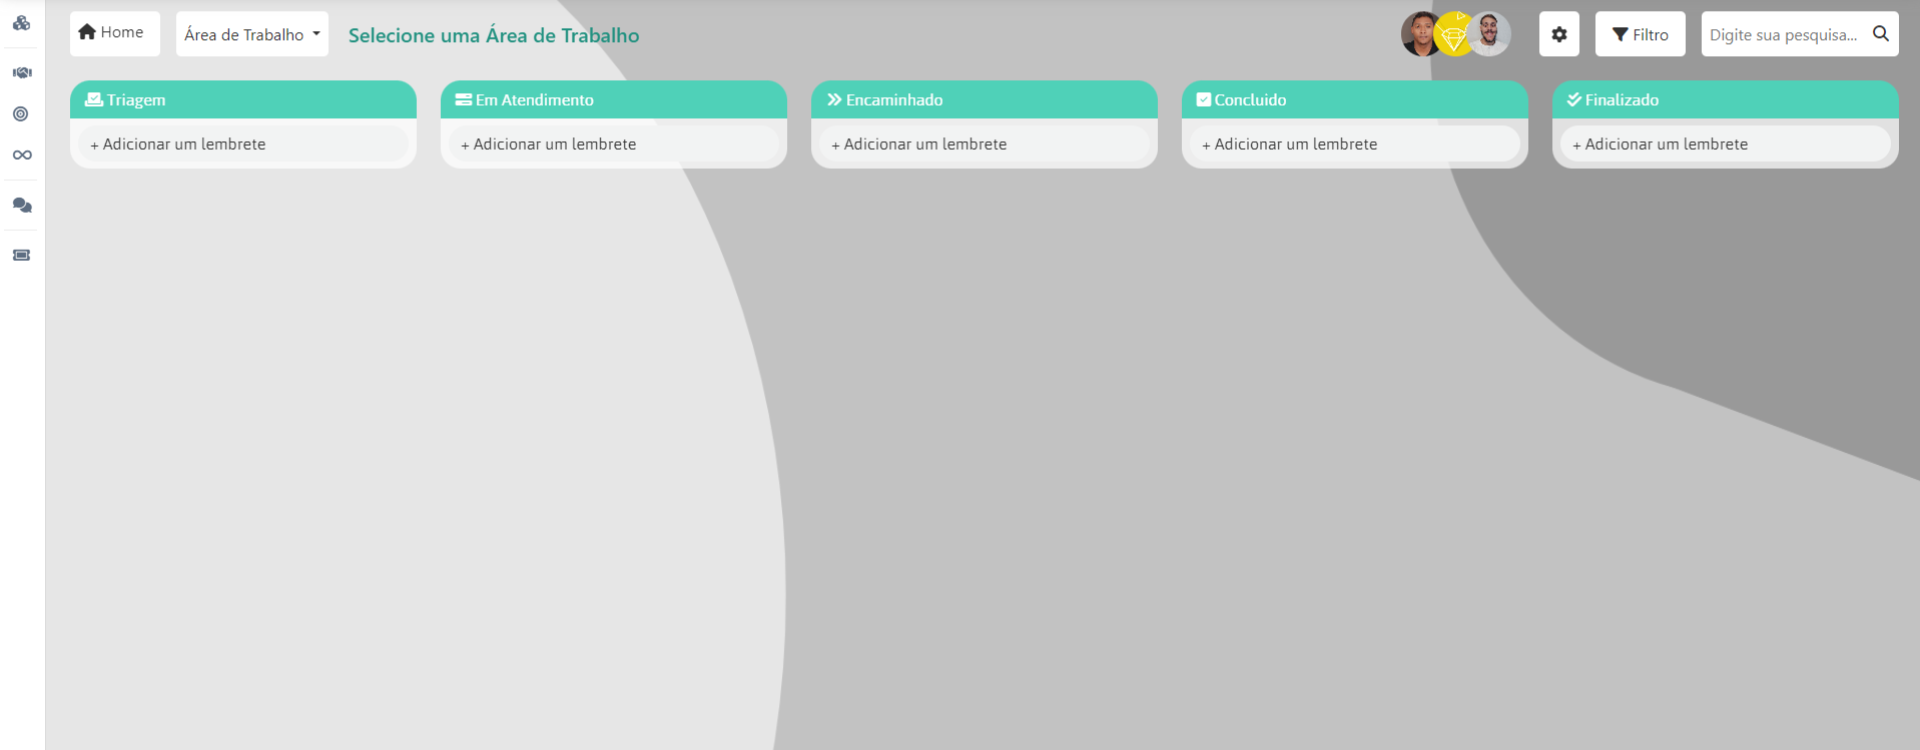 Home
Área de Trabalho
Selecione uma Área de Trabalho
Filtro
Digite sua pesquisa...
Triagem
Em Atendimento
Encaminhado
Concluido
Finalizado
+ Adicionar um lembrete
+ Adicionar um lembrete
+ Adicionar um lembrete
+ Adicionar um lembrete
+ Adicionar um lembrete